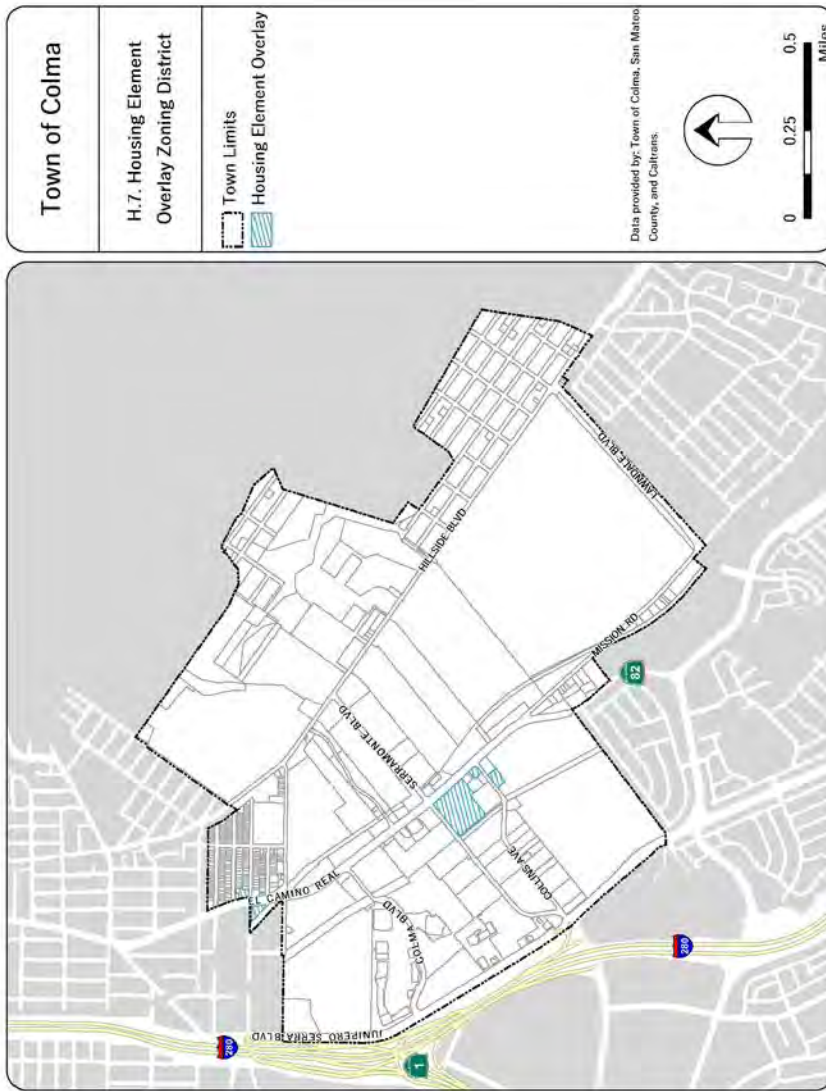 Town of Colma
H.7. Housing Element
Overlay Zoning District
Town Limits
Housing Element Overlay
Data provided by: Town of Colma, San Mateo
County, and Caltrans.
0
0.25
0.5
Miles
HILLSIDE BLVD
LAWNDALE BLVD
MISSION RD
SERRAMONTE BLVD
EL CAMINO REAL
COLLINS AVE
COLMA BLVD
JUNIPERO SERRA BLVD
82
280
280
1